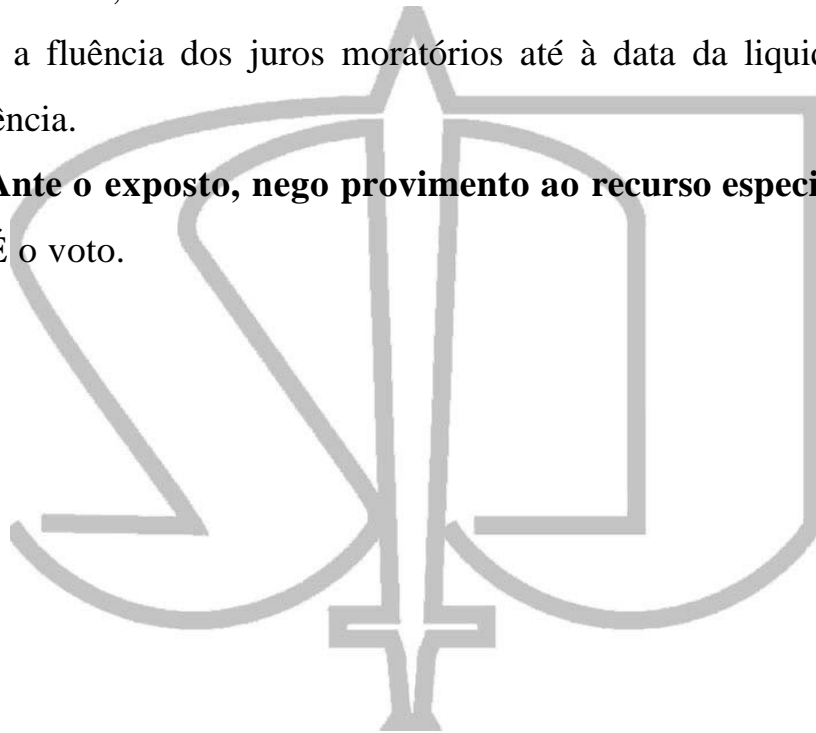 a fluência dos juros moratórios até à data da liquid
ência.
Ante o exposto, nego provimento ao recurso especi
É o voto.